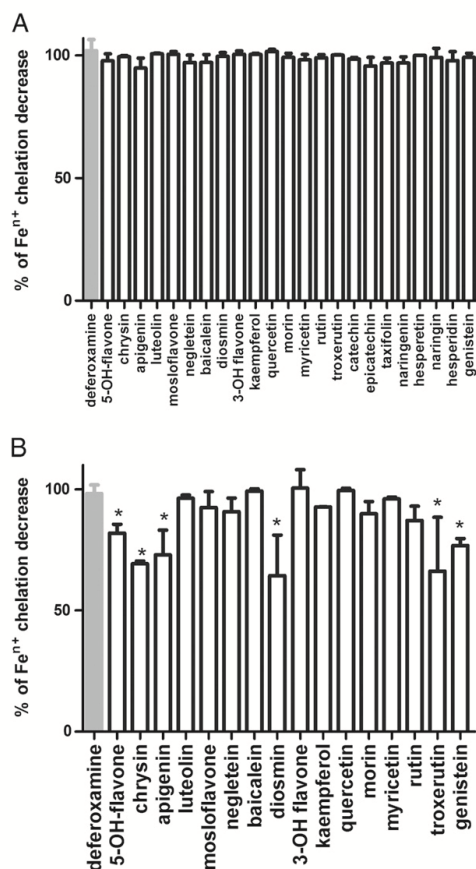 A
% of Feⁿ⁺ chelation decrease
100
50
0
deferoxamine
5-OH-flavone
chrysin
apigenin
luteolin
mosloflavone
negletein
baicalein
diosmin
3-OH flavone
kaempferol
quercetin
morin
myricetin
rutin
troxerutin
catechin
epicatechin
taxifolin
naringenin
hesperetin
naringin
hesperidin
genistein
B
% of Feⁿ⁺ chelation decrease
100
50
0
*
*
*
*
*
*
deferoxamine
5-OH-flavone
chrysin
apigenin
luteolin
mosloflavone
negletein
baicalein
diosmin
3-OH flavone
kaempferol
quercetin
morin
myricetin
rutin
troxerutin
genistein